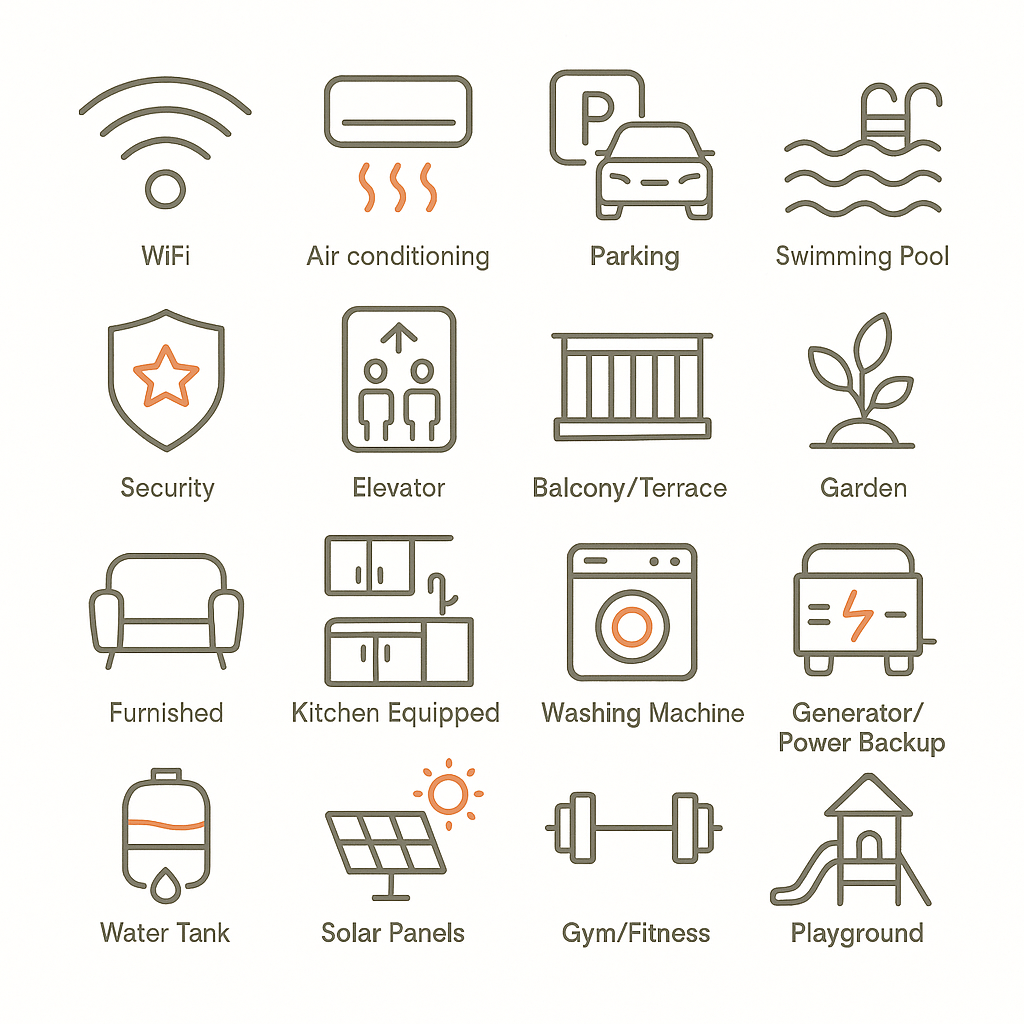 P
WiFi
Air conditioning
Parking
Swimming Pool
Security
Elevator
Balcony/Terrace
Garden
Furnished
Kitchen Equipped
Washing Machine
Generator/
Power Backup
Water Tank
Solar Panels
Gym/Fitness
Playground